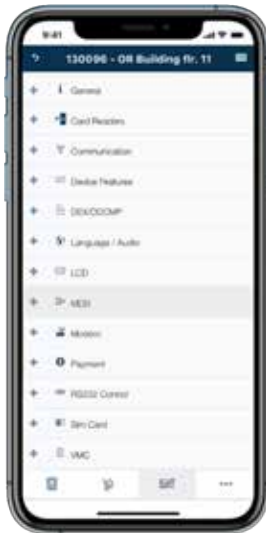 9:41
130096 - OR Building flr. 11
General
Card Readers
Communication
Device Features
DEX/DDCMP
Language / Audio
LCD
MDB
Modem
Payment
RS232 Control
Sim Card
VMC